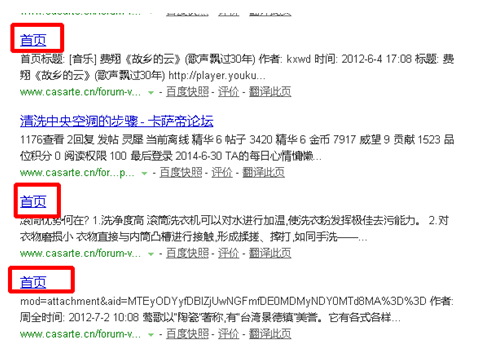 首页
首页标题: [音乐] 费翔《故乡的云》(歌声飘过30年) 作者: kxwd 时间: 2012-6-4 17:08 标题: 费
翔《故乡的云》(歌声飘过30年) http://player.youku...
www.casarte.cn/forum-v... - 百度快照 - 评价 - 翻译此页
清洗中央空调的步骤 - 卡萨帝论坛
1176查看 2回复 发帖 灵犀 当前离线 精华 6 帖子 3420 精华 6 金币 7917 威望 9 贡献 1523 品
位积分 0 阅读权限 100 最后登录 2014-6-30 TA的每日心情慵懒...
www.casarte.cn/for...p... - 百度快照 - 评价 - 翻译此页
首页
滚筒优势何在? 1.洗净度高 滚筒洗衣机可以对水进行加温,使洗衣粉发挥极佳去污能力。 2.对
衣物磨损小 衣物直接与内筒凸槽进行接触,形成揉搓、摔打,如同手洗——...
www.casarte.cn/forum-v... - 百度快照 - 评价 - 翻译此页
首页
mod=attachment&aid=MTEyODYyfDBlZjUwNGFmfDE0MDMyNDY0MTd8MA%3D%3D 作者:
周全时间: 2012-7-2 10:08 莺歌以"陶瓷"著称,有"台湾景德镇"美誉。它有各式各样...
www.casarte.cn/forum-v... - 百度快照 - 评价 - 翻译此页